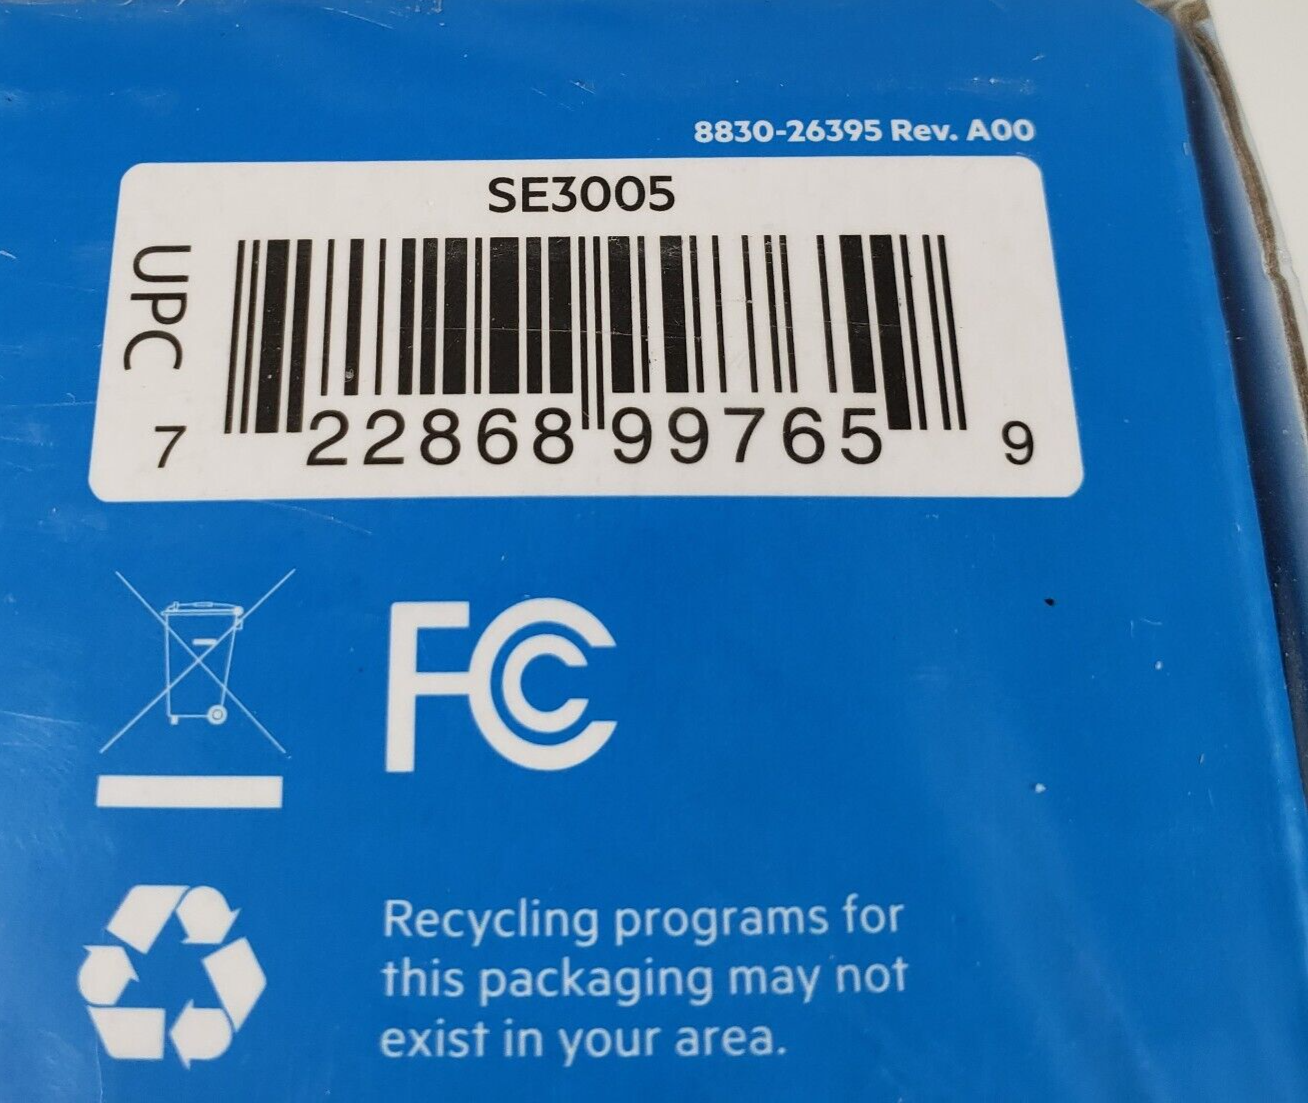 8830-26395 Rev. A00
SE3005
UPC
7 22868 99765 9
FCC
Recycling programs for
this packaging may not
exist in your area.